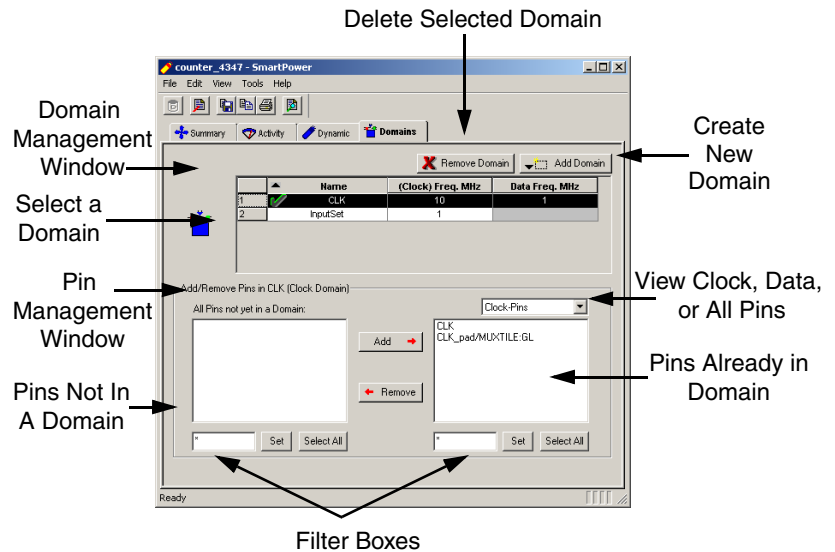 Delete Selected Domain
counter_4347 - SmartPower
File Edit View Tools Help
Summary Activity Dynamic Domains
Domain
Management
Window
Create
New
Domain
Remove Domain Add Domain
Name (Clock) Freq. MHz Data Freq. MHz
1 CLK 10 1
2 InputSet 1
Select a
Domain
Pin
Management
Window
Add/Remove Pins in CLK (Clock Domain)
View Clock, Data,
or All Pins
All Pins not yet in a Domain:
Clock-Pins
CLK
CLK_pad/MUXTILE:GL
Add
Remove
Pins Already in
Domain
Pins Not In
A Domain
* Set Select All * Set Select All
Ready
Filter Boxes